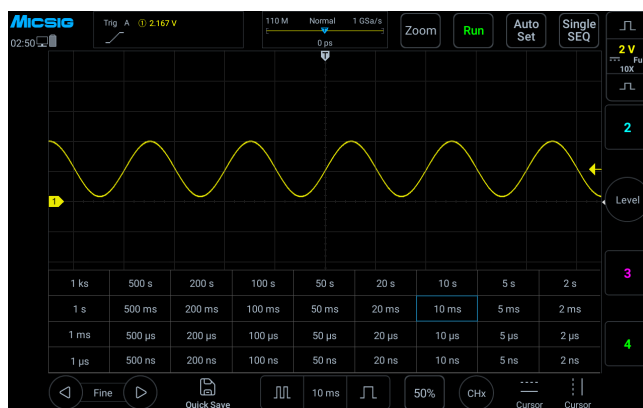 Micsig
Trig A ① 2.167 V
110 M Normal 1 GSa/s
0 ps
T
Zoom
Run
Auto
Set
Single
SEQ
02:50
2 V
Fu
10X
2
1
Level
3
4
1 ks 500 s 200 s 100 s 50 s 20 s 10 s 5 s 2 s
1 s 500 ms 200 ms 100 ms 50 ms 20 ms 10 ms 5 ms 2 ms
1 ms 500 µs 200 µs 100 µs 50 µs 20 µs 10 µs 5 µs 2 µs
1 µs 500 ns 200 ns 100 ns 50 ns 20 ns 10 ns 5 ns 2 ns
Fine
Quick Save
10 ms
50%
CHx
Cursor
Cursor